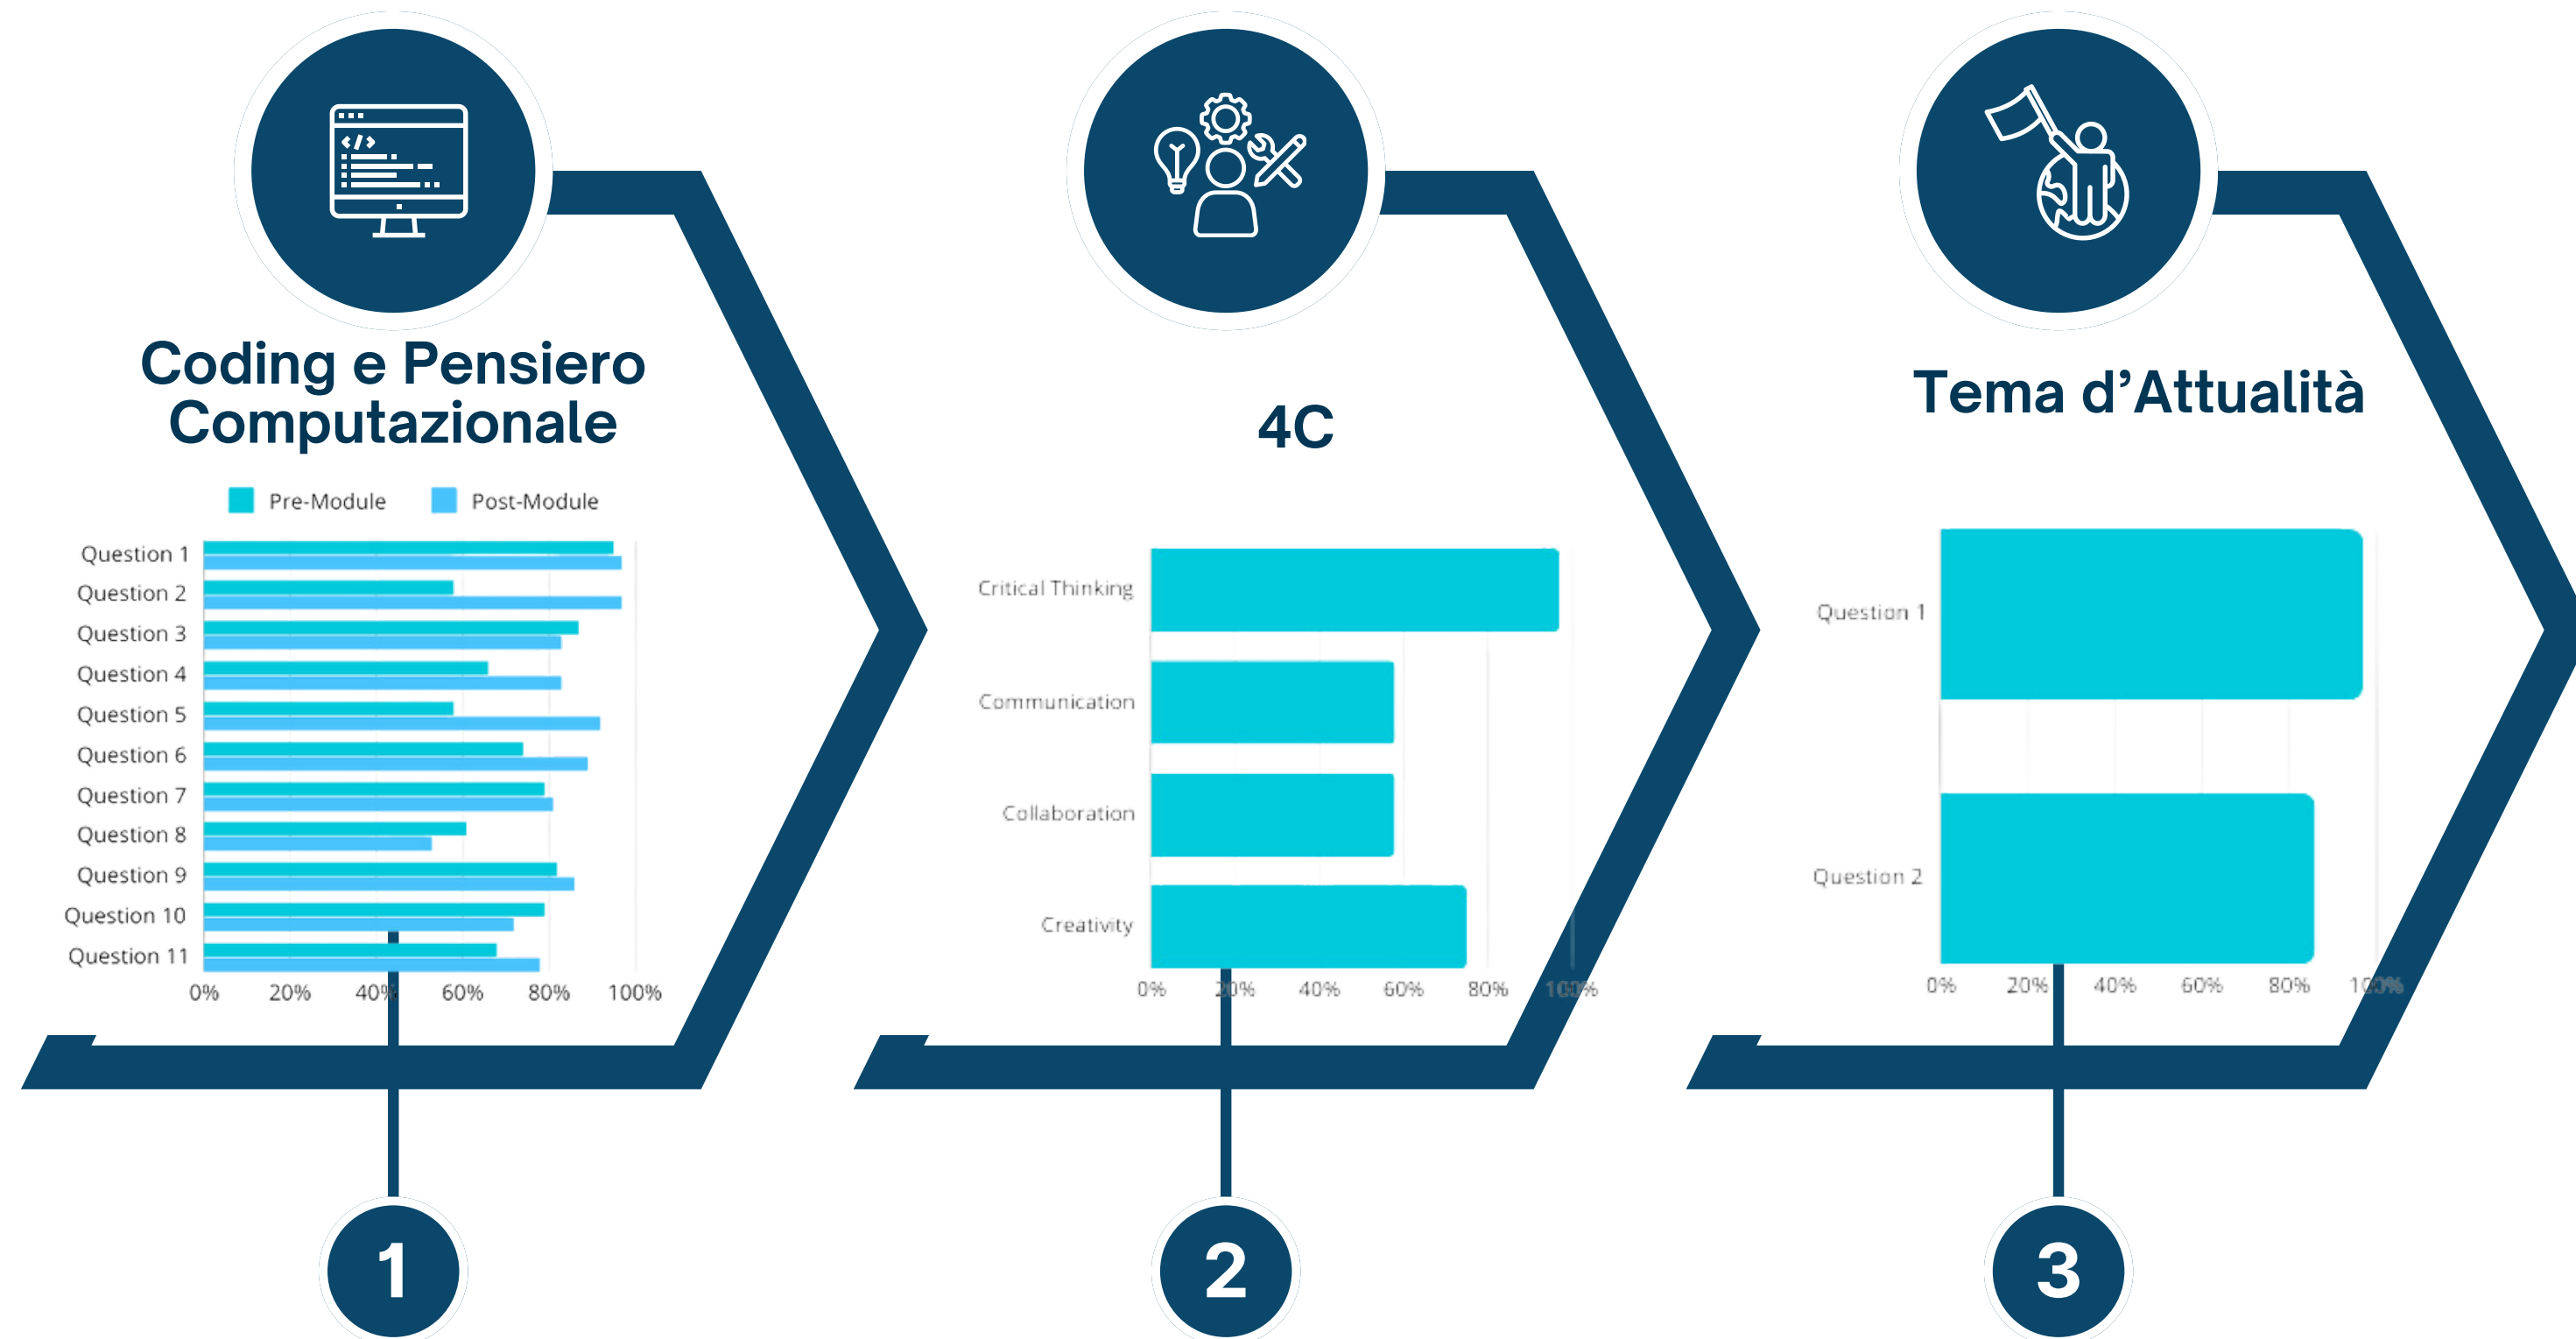 Coding e Pensiero
Computazionale
Pre-Module Post-Module
Question 1
Question 2
Question 3
Question 4
Question 5
Question 6
Question 7
Question 8
Question 9
Question 10
Question 11
0% 20% 40% 60% 80% 100%
1
4C
Critical Thinking
Communication
Collaboration
Creativity
0% 20% 40% 60% 80% 100%
2
Tema d’Attualità
Question 1
Question 2
0% 20% 40% 60% 80% 100%
3